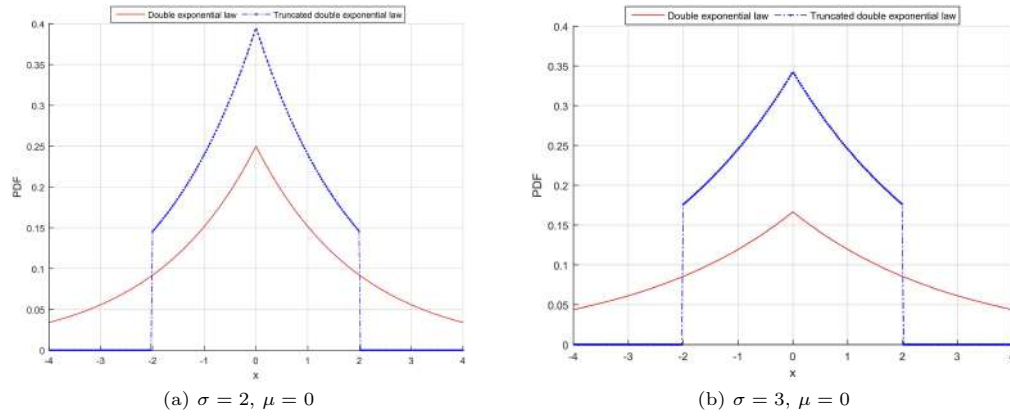 Double exponential law Truncated double exponential law
0.4
0.35
0.3
0.25
0.2
0.15
0.1
0.05
0
PDF
-4 -3 -2 -1 0 1 2 3 4
x
(a) σ = 2, μ = 0
Double exponential law Truncated double exponential law
0.4
0.35
0.3
0.25
0.2
0.15
0.1
0.05
0
PDF
-4 -3 -2 -1 0 1 2 3 4
x
(b) σ = 3, μ = 0